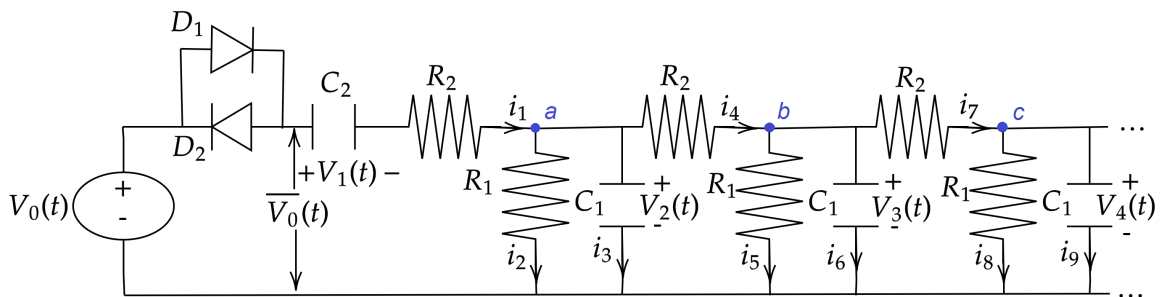 D₁
D₂
V₀(t)
+
-
C₂
+V₁(t)−
V₀(t)
R₂
i₁
a
R₁
i₂
C₁
i₃
+
V₂(t)
-
R₂
i₄
b
R₁
i₅
C₁
i₆
+
V₃(t)
-
R₂
i₇
c
R₁
i₈
C₁
i₉
+
V₄(t)
-
...
...